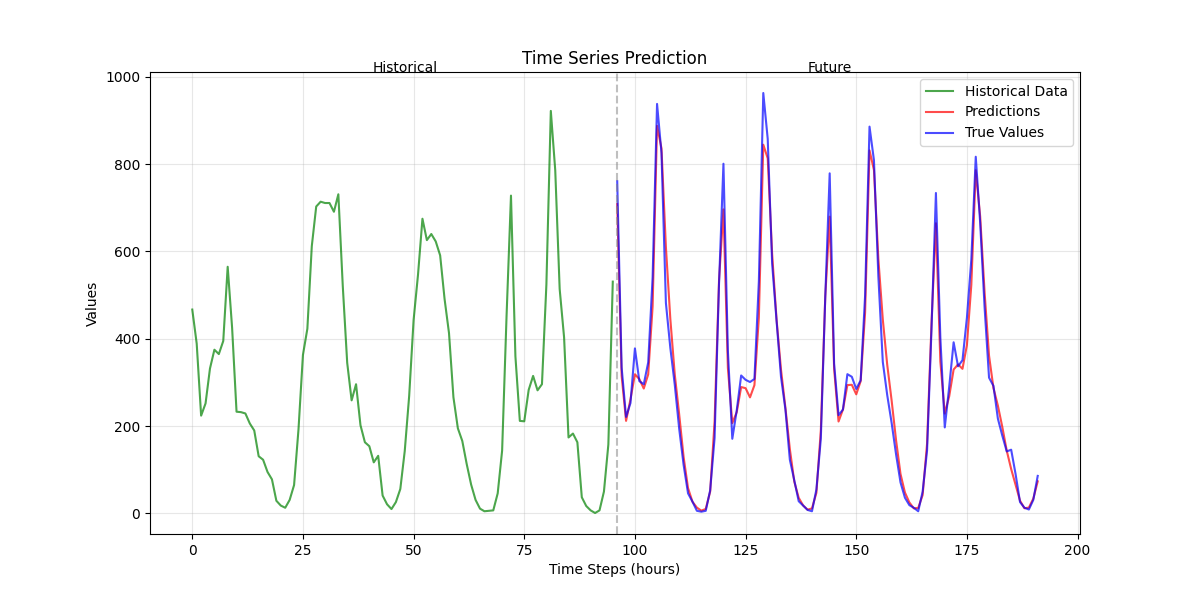 Time Series Prediction
Historical
Future
Historical Data
Predictions
True Values
Values
1000
800
600
400
200
0
0
25
50
75
100
125
150
175
200
Time Steps (hours)